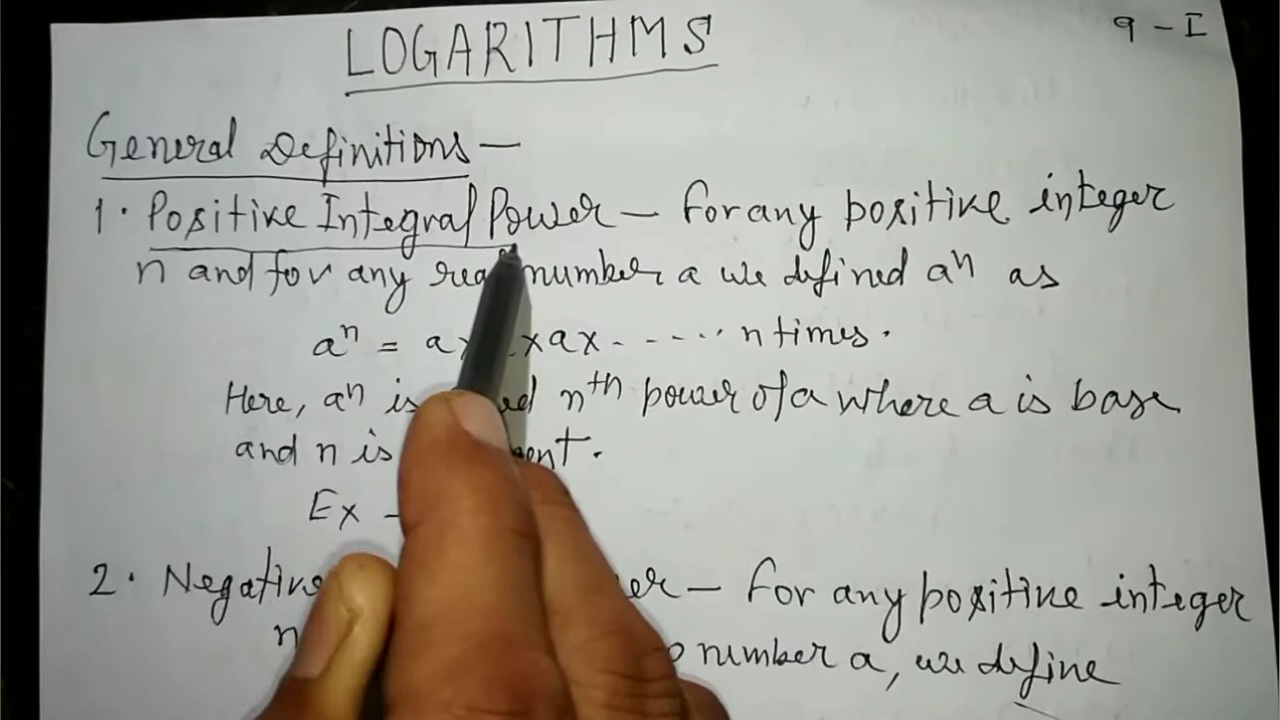 LOGARITHMS
9 - I
General Definitions —
1. Positive Integral Power — For any positive integer
n and for any number a we defined aⁿ as
aⁿ = a × a × - - - .... n times.
Here, aⁿ is nᵗʰ power of a where a is base
and n is
Ex -
2. Negative — For any positive integer
n number a, we define